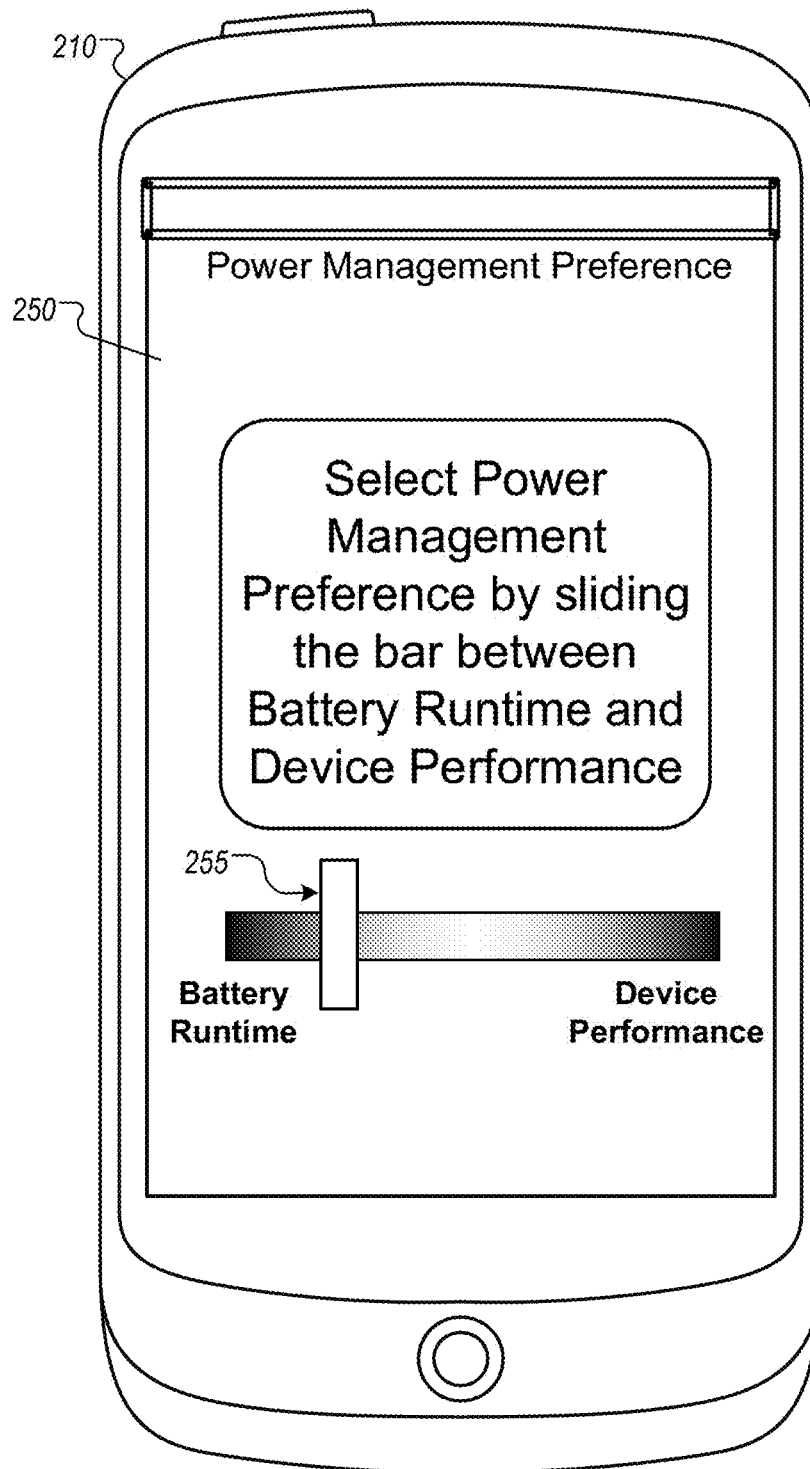 210
Power Management Preference
250
Select Power
Management
Preference by sliding
the bar between
Battery Runtime and
Device Performance
255
Battery
Runtime
Device
Performance